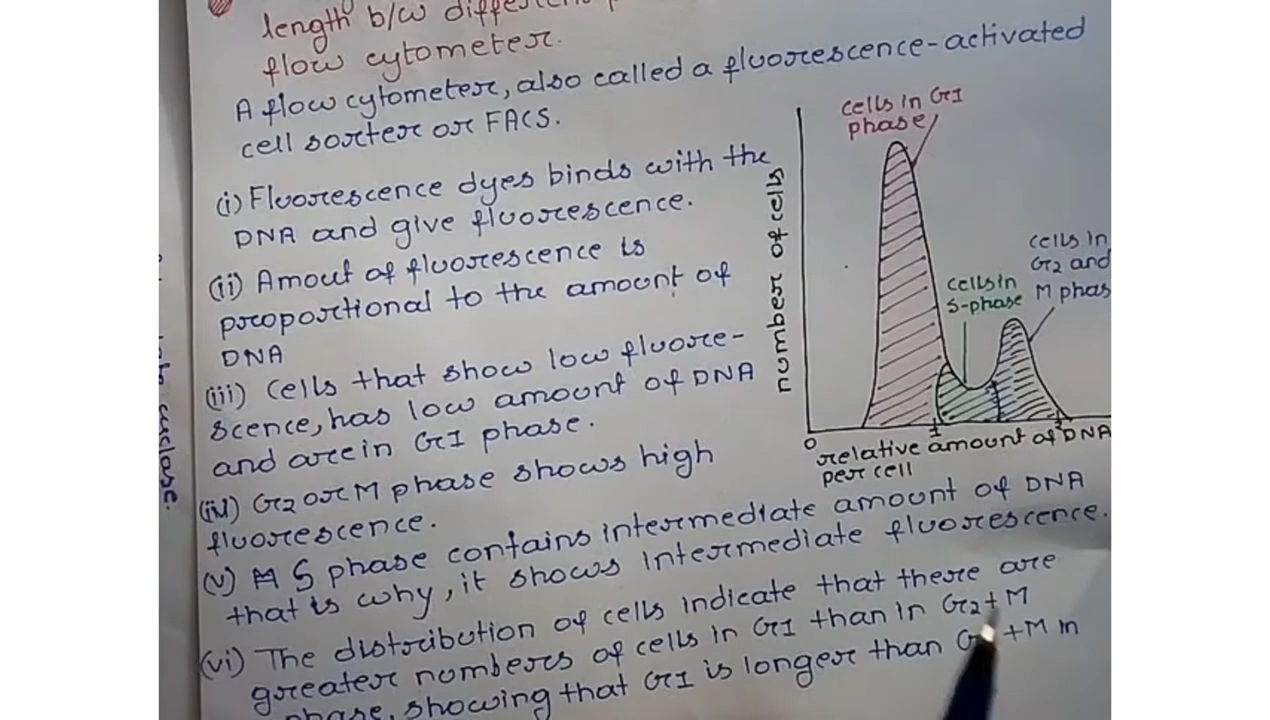 length b/w different
flow cytometer.
A flow cytometer, also called a fluorescence-activated
cell sorter or FACS.
(i) Fluorescence dyes binds with the
DNA and give fluorescence.
(ii) Amout of fluorescence is
proportional to the amount of
DNA
(iii) Cells that show low fluore-
scence, has low amount of DNA
and are in G1 phase.
(iv) G2 or M phase shows high
fluorescence.
(v) S phase contains intermediate amount of DNA
that is why, it shows intermediate fluorescence.
(vi) The distribution of cells indicate that there are
greater numbers of cells in G1 than in G2+M
phase, showing that G1 is longer than G +M in
number of cells
cells in G1
phase
cells in
S-phase
cells in
G2 and
M phas
0
1
2
relative amount of DNA
per cell